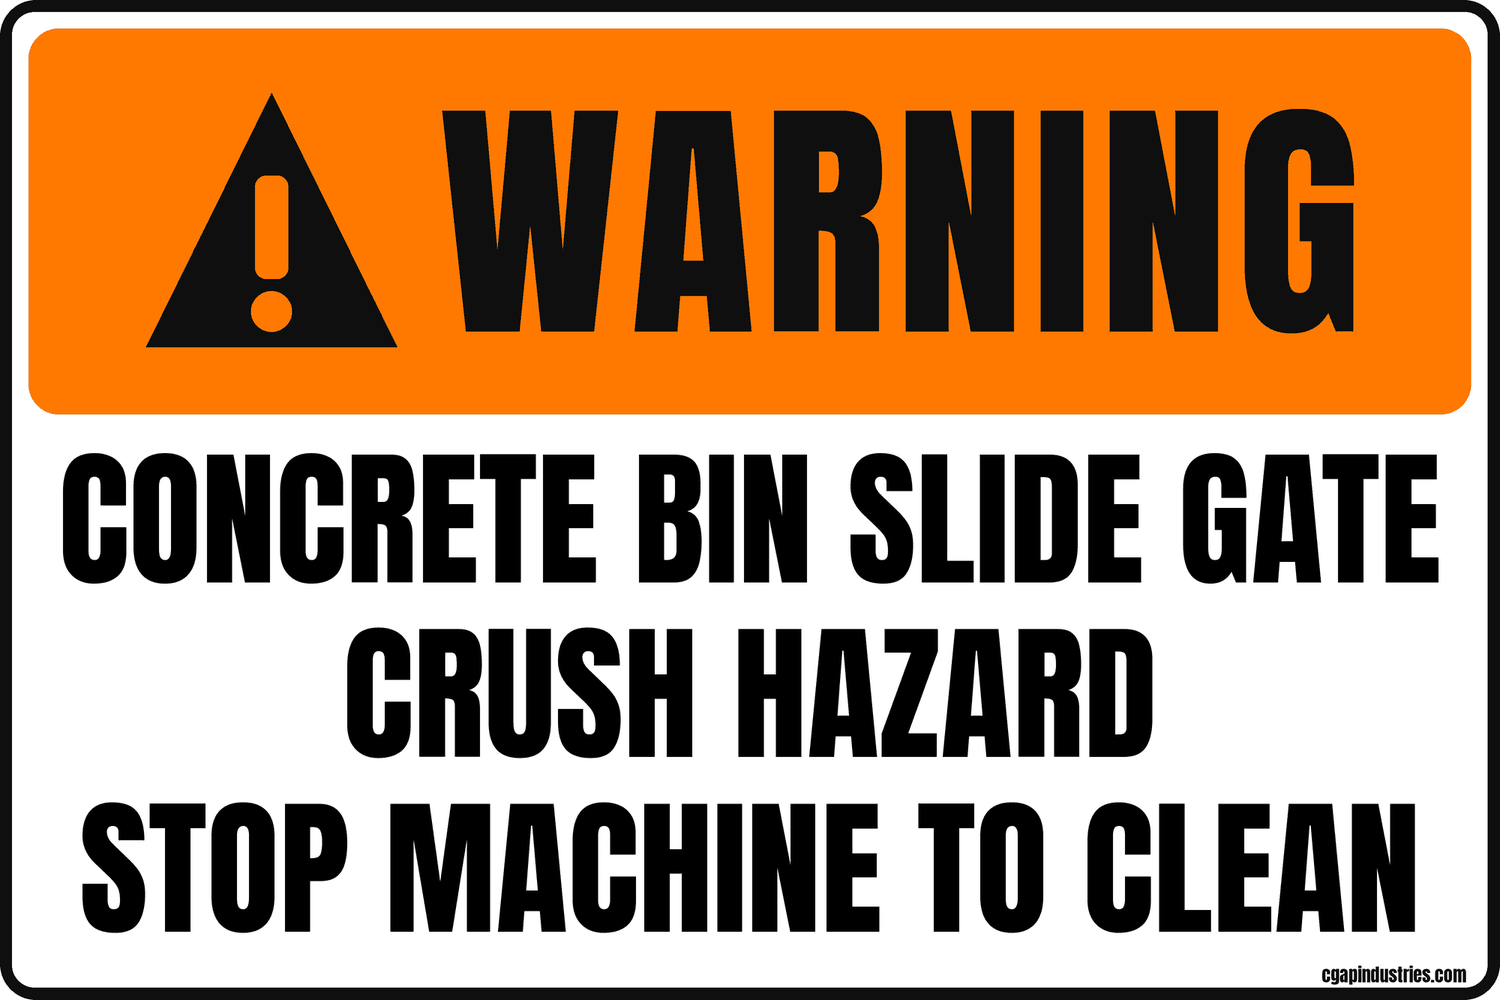 WARNING
CONCRETE BIN SLIDE GATE
CRUSH HAZARD
STOP MACHINE TO CLEAN
cgapindustries.com